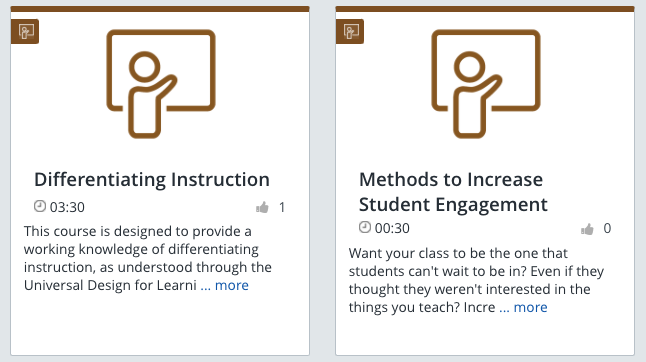 Differentiating Instruction
03:30
1
This course is designed to provide a
working knowledge of differentiating
instruction, as understood through the
Universal Design for Learni ... more
Methods to Increase
Student Engagement
00:30
0
Want your class to be the one that
students can't wait to be in? Even if they
thought they weren't interested in the
things you teach? Incre ... more